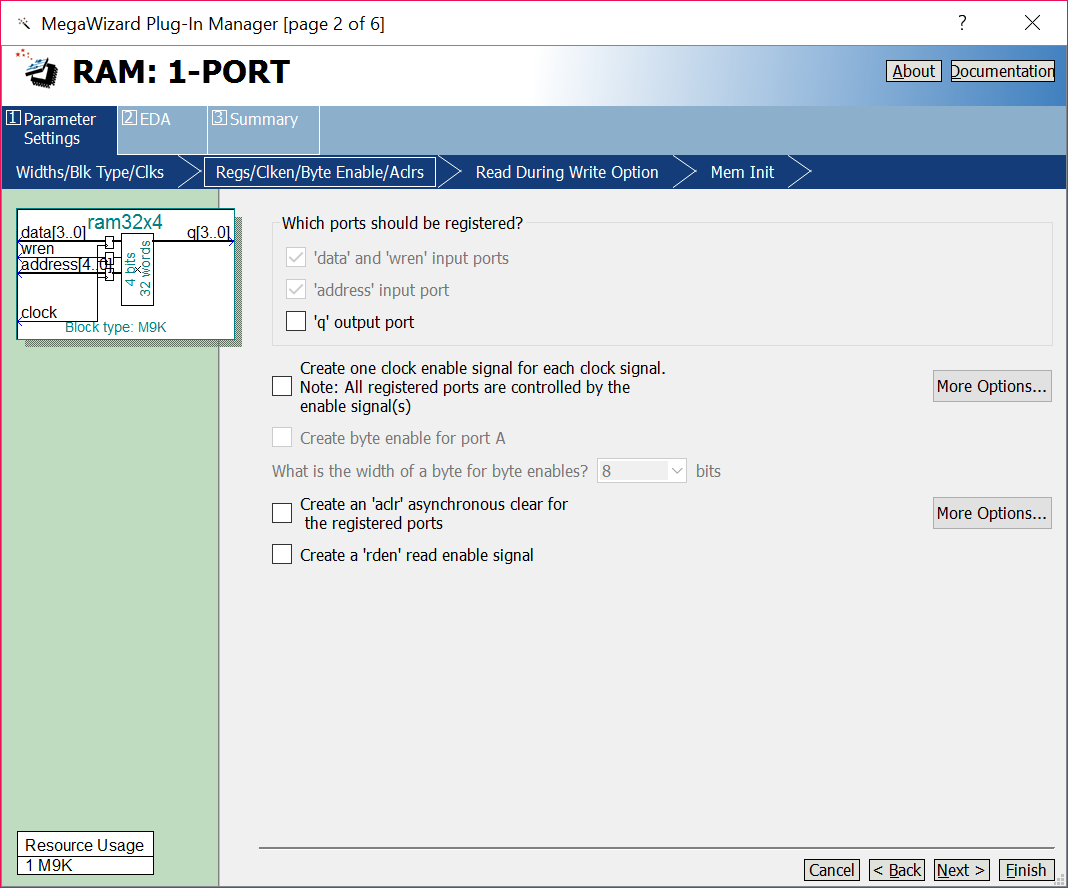 MegaWizard Plug-In Manager [page 2 of 6]
?
RAM: 1-PORT
About
Documentation
1 Parameter Settings
2 EDA
3 Summary
Widths/Blk Type/Clks
Regs/Clken/Byte Enable/Aclrs
Read During Write Option
Mem Init
ram32x4
data[3..0]
q[3..0]
wren
address[4..0]
4 bits
32 words
clock
Block type: M9K
Which ports should be registered?
'data' and 'wren' input ports
'address' input port
'q' output port
Create one clock enable signal for each clock signal.
Note: All registered ports are controlled by the
enable signal(s)
More Options...
Create byte enable for port A
What is the width of a byte for byte enables? 8 bits
Create an 'aclr' asynchronous clear for
the registered ports
More Options...
Create a 'rden' read enable signal
Resource Usage
1 M9K
Cancel
< Back
Next >
Finish